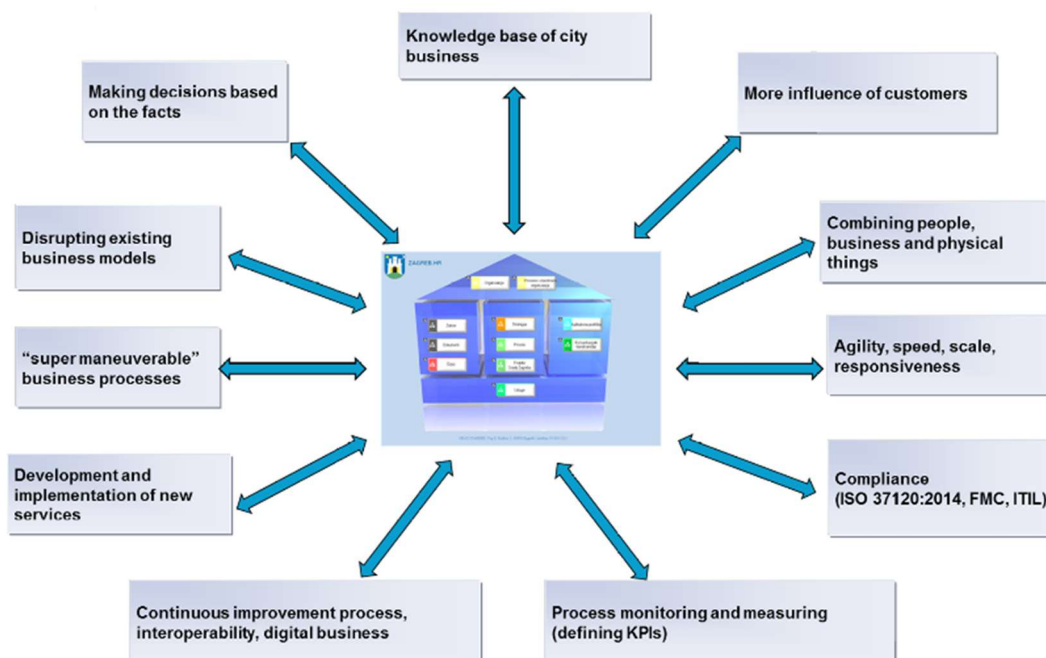 Knowledge base of city
business
Making decisions based
on the facts
More influence of customers
Disrupting existing
business models
Combining people,
business and physical
things
ZAGREB.HR
“super maneuverable”
business processes
Agility, speed, scale,
responsiveness
Development and
implementation of new
services
Compliance
(ISO 37120:2014, FMC, ITIL)
Continuous improvement process,
interoperability, digital business
Process monitoring and measuring
(defining KPIs)